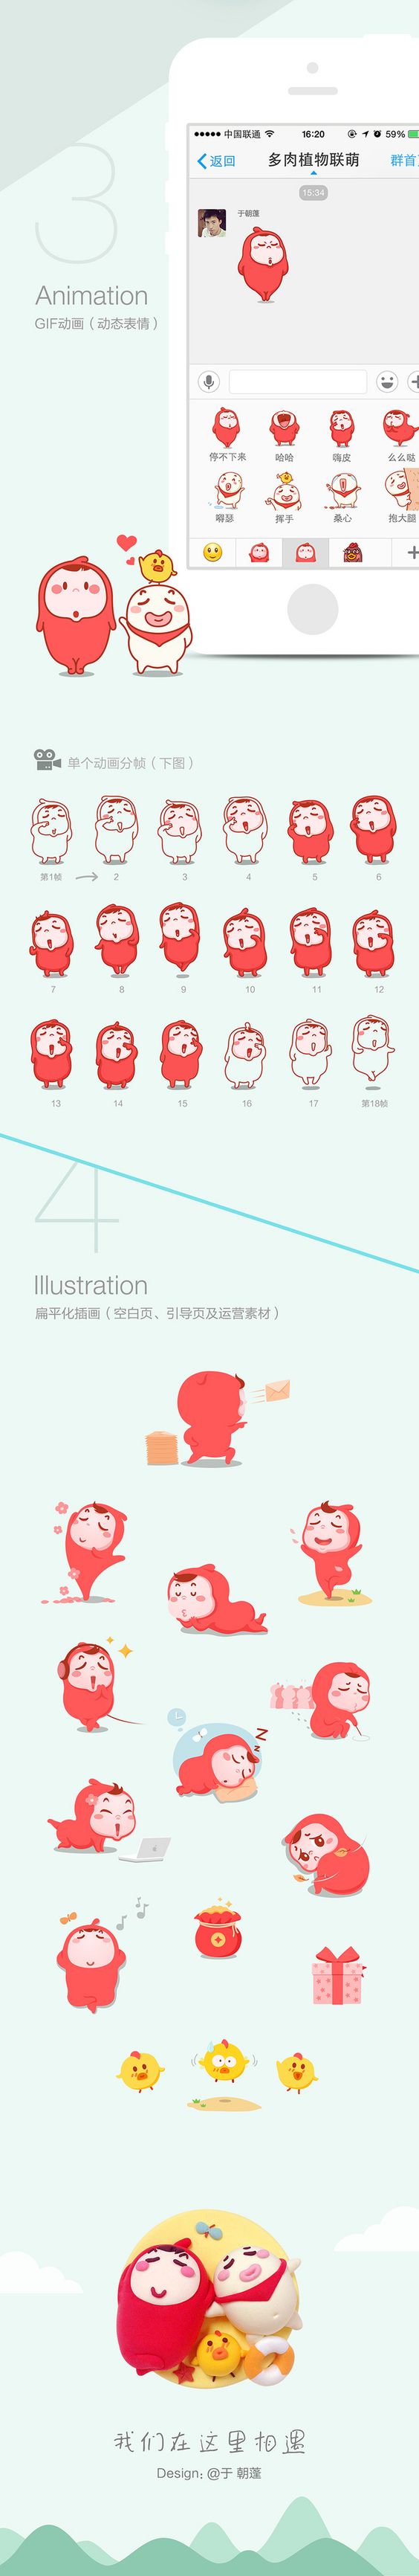 3
Animation
GIF动画（动态表情）
中国联通
16:20
59%
返回
多肉植物联萌
群首
15:34
于朝蓬
停不下来
哈哈
嗨皮
么么哒
嘚瑟
挥手
桑心
抱大腿
单个动画分帧（下图）
第1帧
2
3
4
5
6
7
8
9
10
11
12
13
14
15
16
17
第18帧
4
Illustration
扁平化插画（空白页、引导页及运营素材）
z z Z
我们在这里相遇
Design: @于 朝蓬